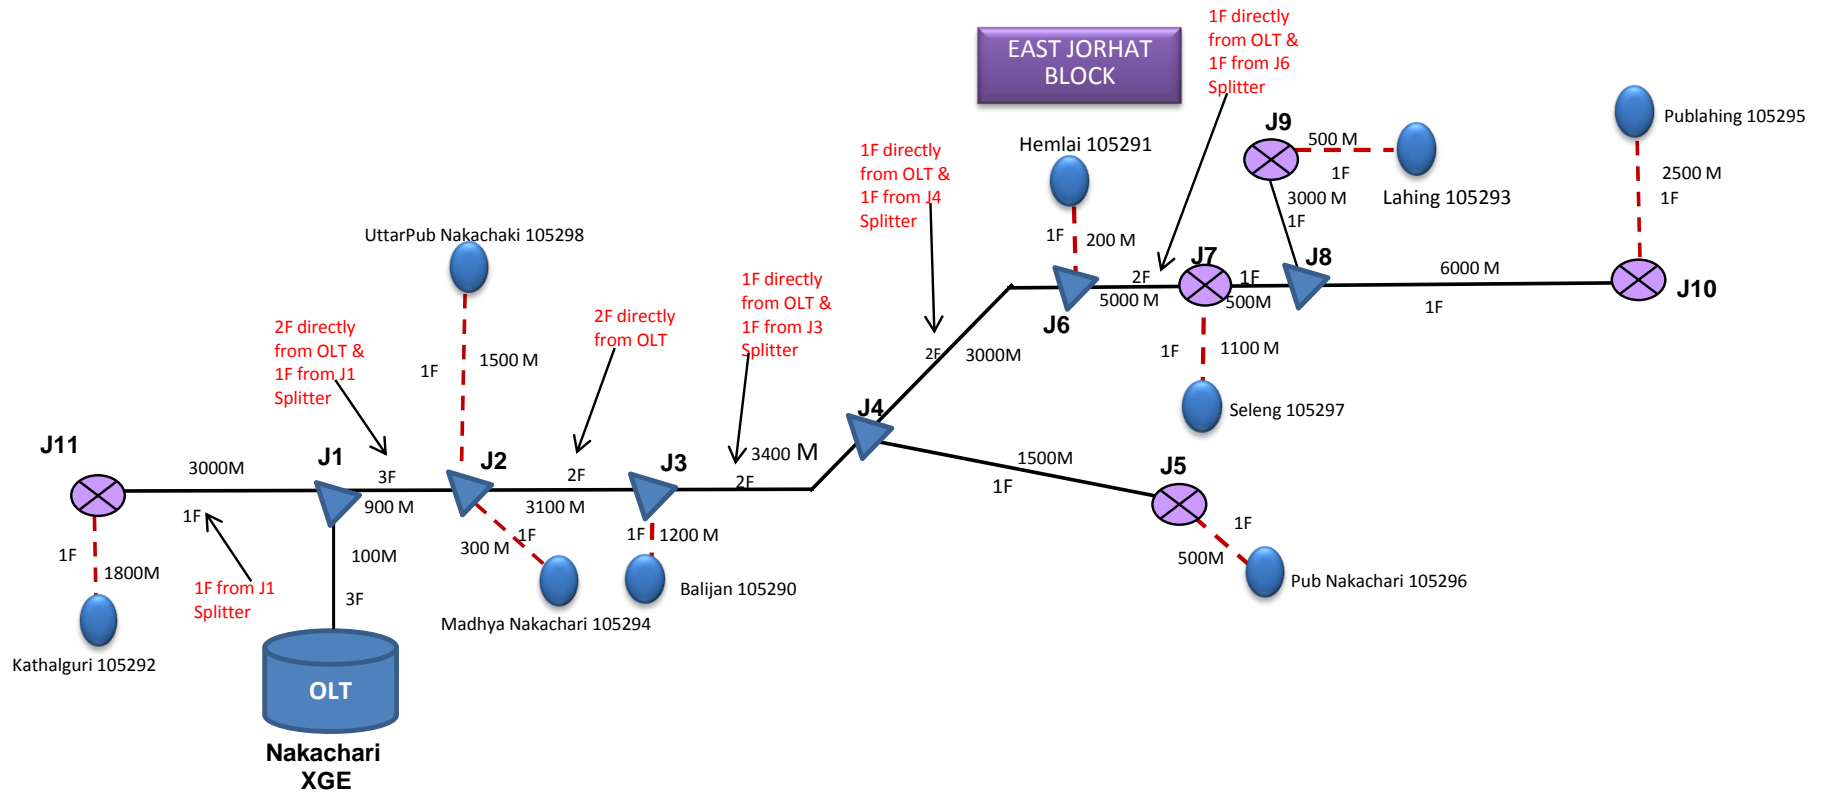 1F directly
from OLT &
1F from J6
Splitter
EAST JORHAT
BLOCK
Publahing 105295
J9
500 M
1F
Hemlai 105291
1F directly
from OLT &
1F from J4
Splitter
2500 M
1F
3000 M
1F
Lahing 105293
UttarPub Nakachaki 105298
1F
200 M
J7
J8
6000 M
1F
J10
2F
5000 M
1F
500M
J6
1F directly
from OLT &
1F from J3
Splitter
2F directly
from OLT
2F directly
from OLT &
1F from J1
Splitter
1F
1500 M
2F
3000M
1F
1100 M
Seleng 105297
J4
J11
3000M
1F
J1
3F
900 M
J2
2F
3100 M
J3
3400 M
2F
1500M
1F
J5
1F
500M
Pub Nakachari 105296
1F
300 M
1F
1200 M
1F
1800M
100M
3F
1F from J1
Splitter
Balijan 105290
Madhya Nakachari 105294
Kathalguri 105292
OLT
Nakachari
XGE